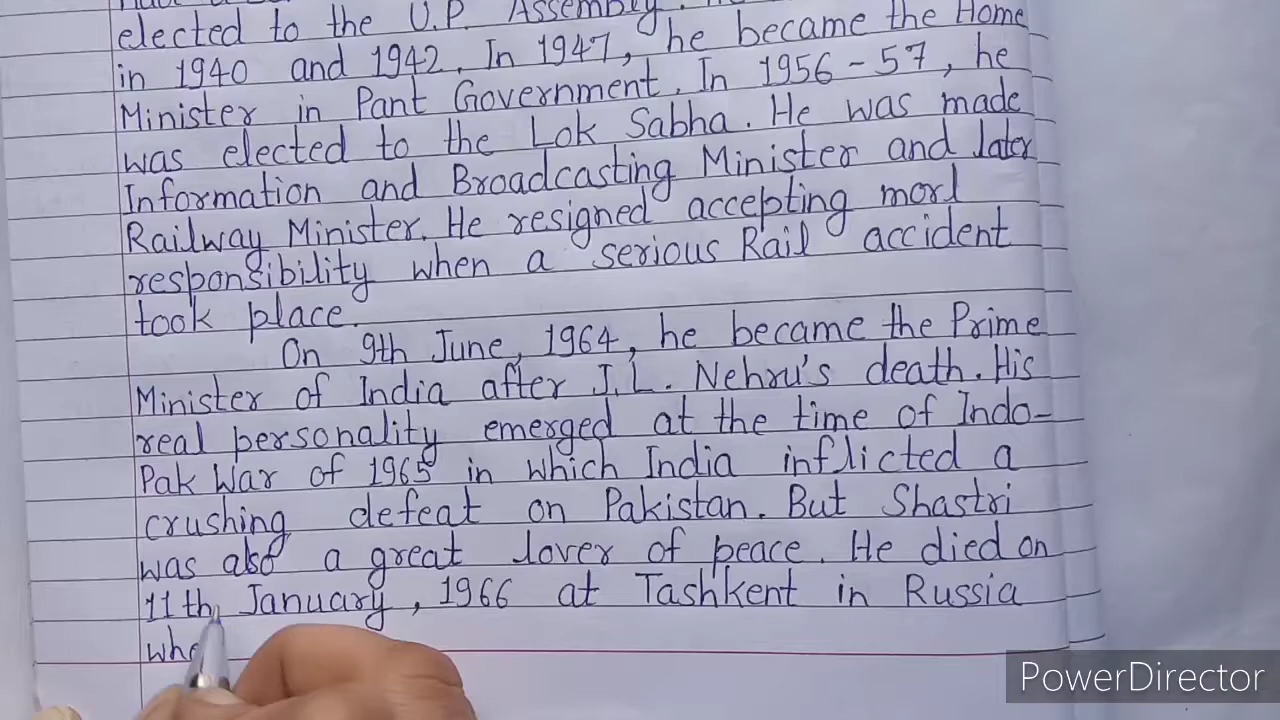 elected to the U.P. Assembly.
in 1940 and 1942. In 1947, he became the Home
Minister in Pant Government. In 1956-57, he
was elected to the Lok Sabha. He was made
Information and Broadcasting Minister and later
Railway Minister. He resigned accepting morl
responsibility when a serious Rail accident
took place.
On 9th June, 1964, he became the Prime
Minister of India after J.L. Nehru's death. His
real personality emerged at the time of Indo-
Pak War of 1965 in which India inflicted a
crushing defeat on Pakistan. But Shastri
was also a great lover of peace. He died on
11th January, 1966 at Tashkent in Russia
whe
PowerDirector